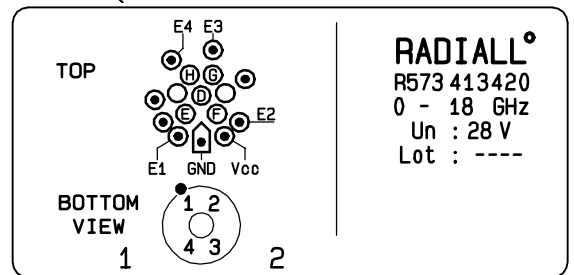 E4 E3
TOP
H G
D
E F
E2
E1 GND Vcc
BOTTOM
VIEW
1 2
4 3
1 2
RADIALL°
R573 413420
0 - 18 GHz
Un : 28 V
Lot : ----